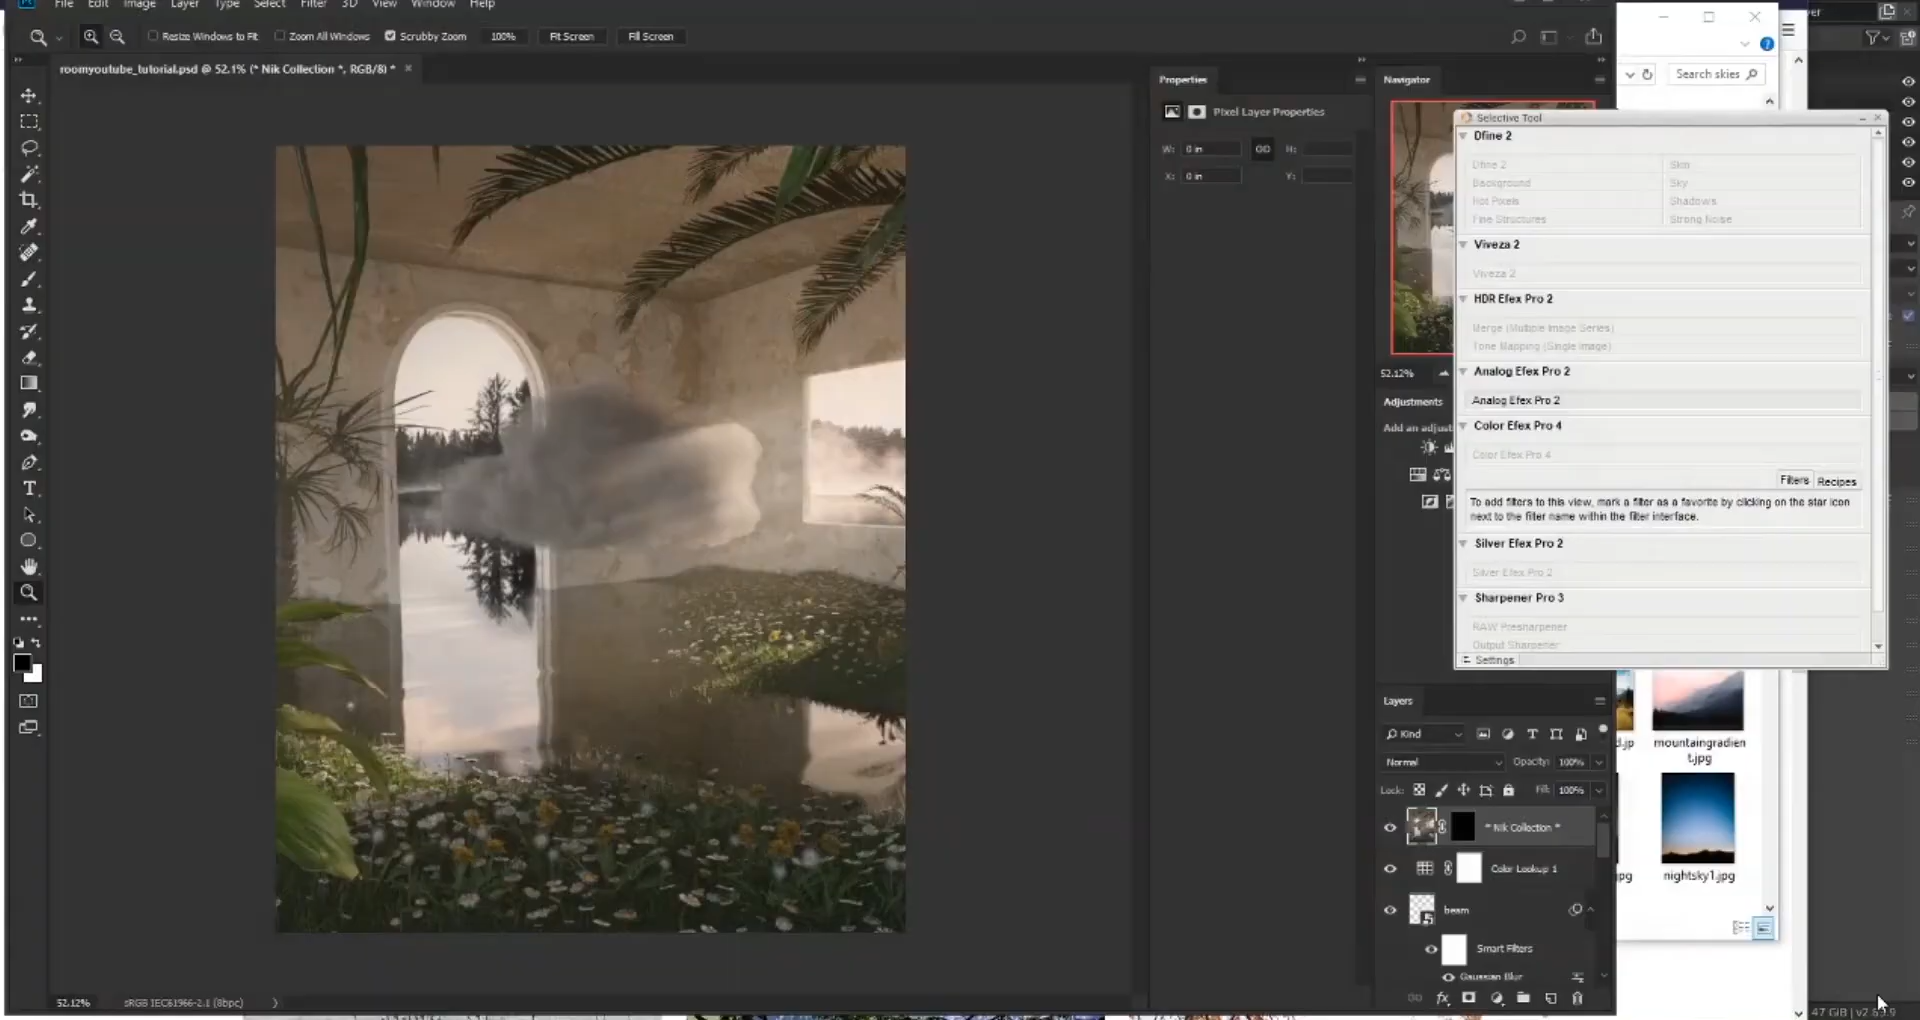 File Edit Image Layer Type Select Filter 3D View Window Help
Resize Windows to Fit Zoom All Windows Scrubby Zoom 100% Fit Screen Fill Screen
roomyoutube_tutorial.psd @ 52.1% (* Nik Collection *, RGB/8) *
Properties
Pixel Layer Properties
W: 0 in H:
X: 0 in Y:
Navigator
52.12%
Adjustments
Add an adjust
Search skies
Selective Tool
Dfine 2
Dfine 2 Skin
Background Sky
Hot Pixels Shadows
Fine Structures Strong Noise
Viveza 2
Viveza 2
HDR Efex Pro 2
Merge (Multiple Image Series)
Tone Mapping (Single Image)
Analog Efex Pro 2
Analog Efex Pro 2
Color Efex Pro 4
Color Efex Pro 4
Filters Recipes
To add filters to this view, mark a filter as a favorite by clicking on the star icon
next to the filter name within the filter interface.
Silver Efex Pro 2
Silver Efex Pro 2
Sharpener Pro 3
RAW Presharpener
Output Sharpener
Settings
Layers
Kind
Normal Opacity: 100%
Lock: Fill: 100%
* Nik Collection *
Color Lookup 1
beam
Smart Filters
Gaussian Blur
d.jp
mountaingradien
t.jpg
jpg
nightsky1.jpg
52.12% sRGB IEC61966-2.1 (8bpc)
T
47 GiB